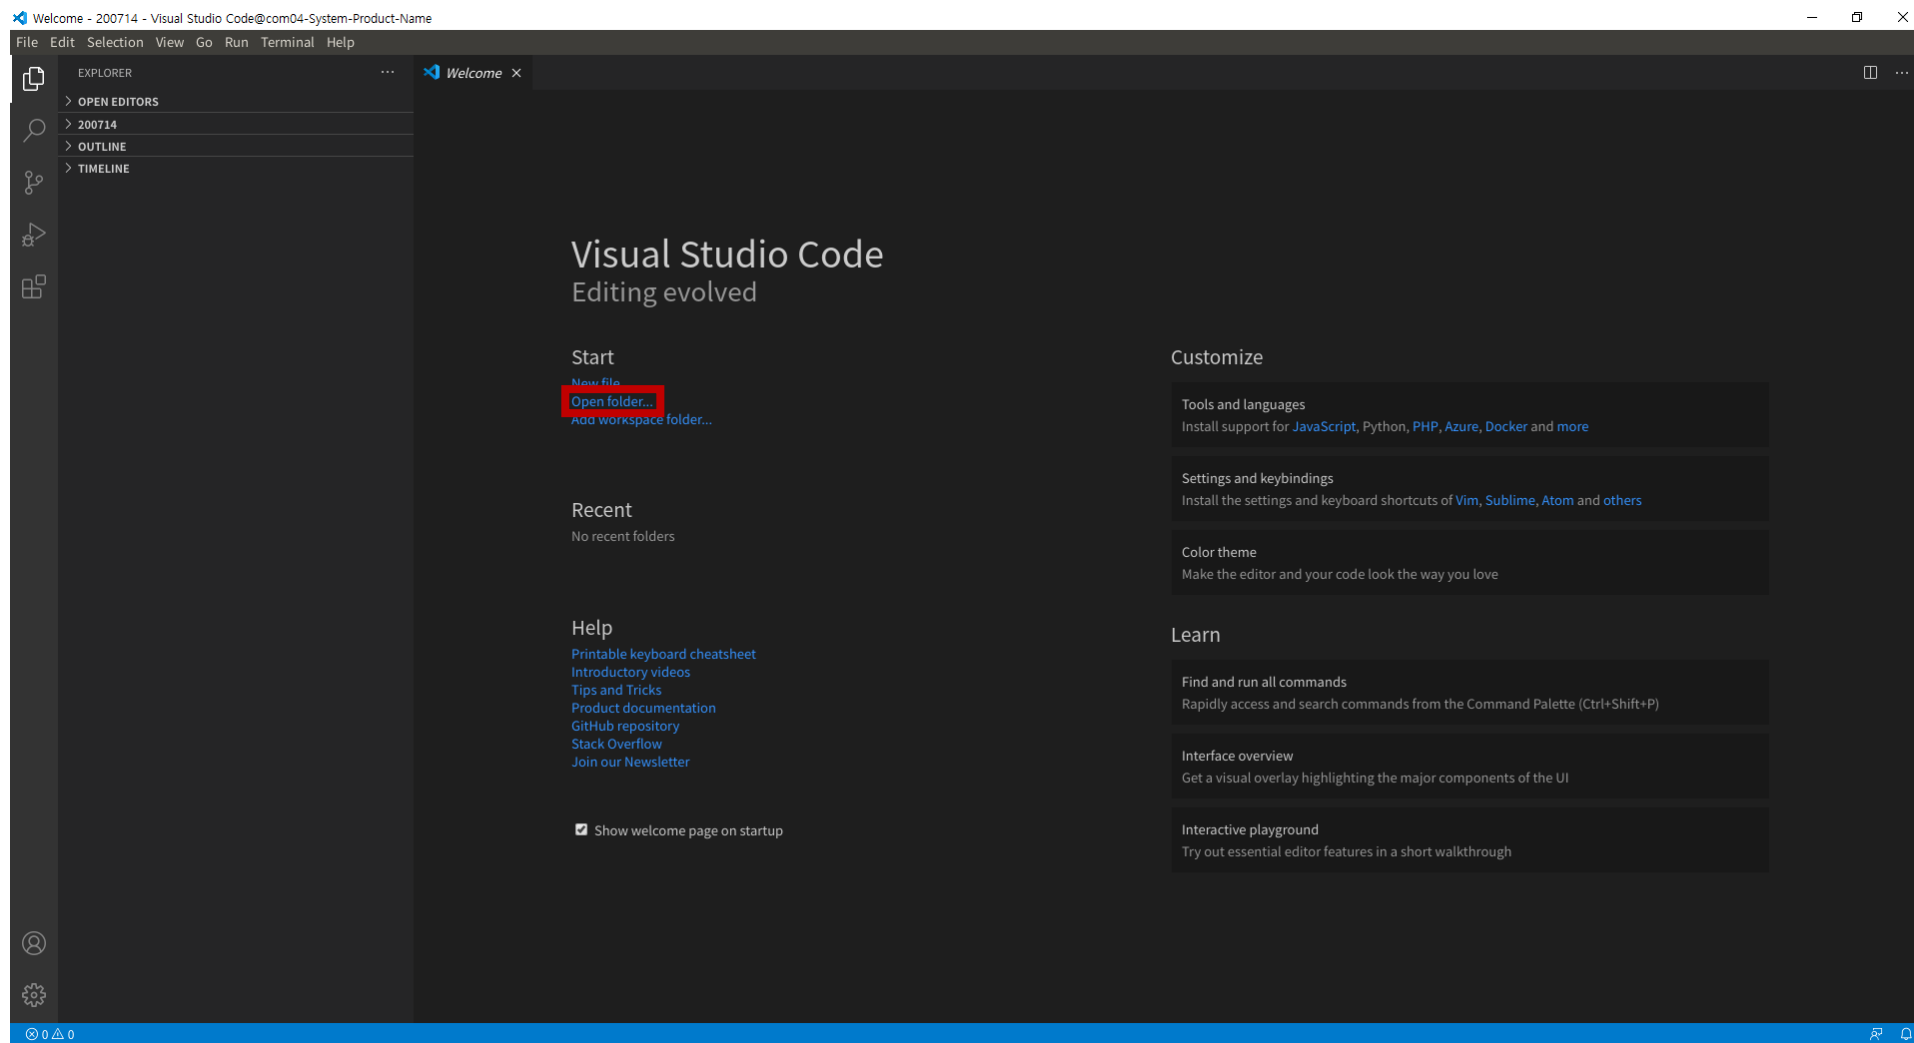 Welcome - 200714 - Visual Studio Code@com04-System-Product-Name
File Edit Selection View Go Run Terminal Help
EXPLORER
OPEN EDITORS
200714
OUTLINE
TIMELINE
Welcome
Visual Studio Code
Editing evolved
Start
New file
Open folder...
Add workspace folder...
Recent
No recent folders
Help
Printable keyboard cheatsheet
Introductory videos
Tips and Tricks
Product documentation
GitHub repository
Stack Overflow
Join our Newsletter
Show welcome page on startup
Customize
Tools and languages
Install support for JavaScript, Python, PHP, Azure, Docker and more
Settings and keybindings
Install the settings and keyboard shortcuts of Vim, Sublime, Atom and others
Color theme
Make the editor and your code look the way you love
Learn
Find and run all commands
Rapidly access and search commands from the Command Palette (Ctrl+Shift+P)
Interface overview
Get a visual overlay highlighting the major components of the UI
Interactive playground
Try out essential editor features in a short walkthrough
0 0